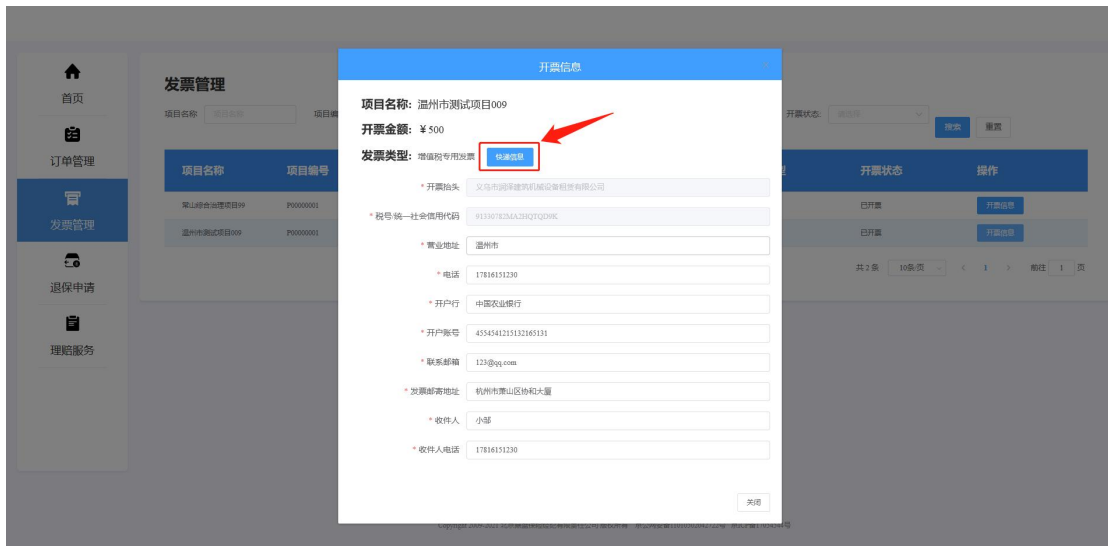 开票信息
首页
订单管理
发票管理
退保申请
理赔服务
发票管理
项目名称 项目名称 项目编
开票状态: 搜索 重置
项目名称 项目编号 开票状态 操作
常山综合治理项目99 P00000001 已开票 开票信息
温州市测试项目009 P00000001 已开票 开票信息
共 2 条 10条/页 1 前往 1 页
项目名称: 温州市测试项目009
开票金额: ¥ 500
发票类型: 增值税专用发票 快递信息
* 开票抬头 义乌市润泽建筑机械设备租赁有限公司
* 税号/统一社会信用代码 91330782MA2HQTQD9K
* 营业地址 温州市
* 电话 17816151230
* 开户行 中国农业银行
* 开户账号 4554541215132165131
* 联系邮箱 123@qq.com
* 发票邮寄地址 杭州市萧山区协和大厦
* 收件人 小邹
* 收件人电话 17816151230
关闭